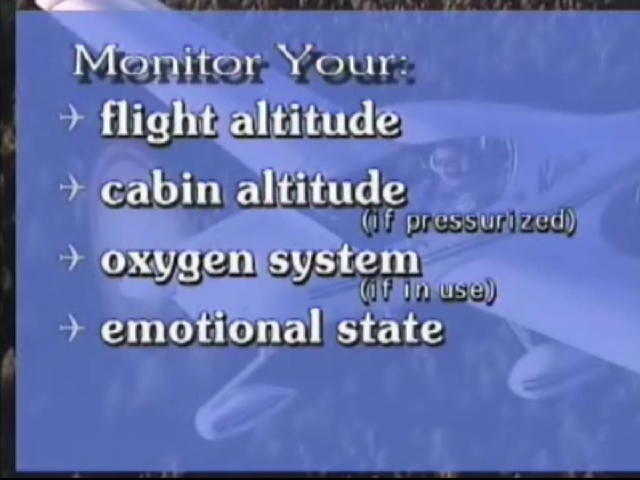 Monitor Your:
flight altitude
cabin altitude
(if pressurized)
oxygen system
(if in use)
emotional state